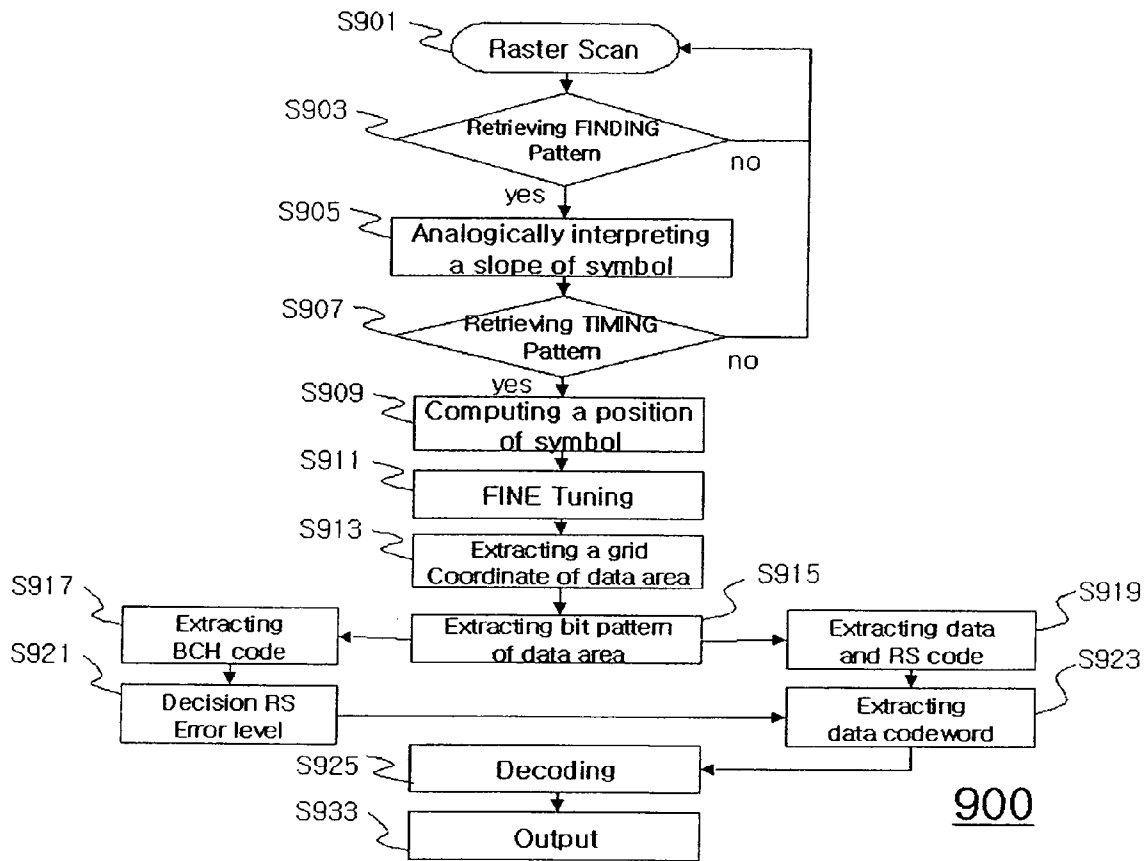 S901
Raster Scan
S903
Retrieving FINDING
Pattern
no
yes
S905
Analogically interpreting
a slope of symbol
S907
Retrieving TIMING
Pattern
no
yes
S909
Computing a position
of symbol
S911
FINE Tuning
S913
Extracting a grid
Coordinate of data area
S915
S917
S919
Extracting
BCH code
Extracting bit pattern
of data area
Extracting data
and RS code
S921
S923
Decision RS
Error level
Extracting
data codeword
S925
Decoding
S933
Output
900